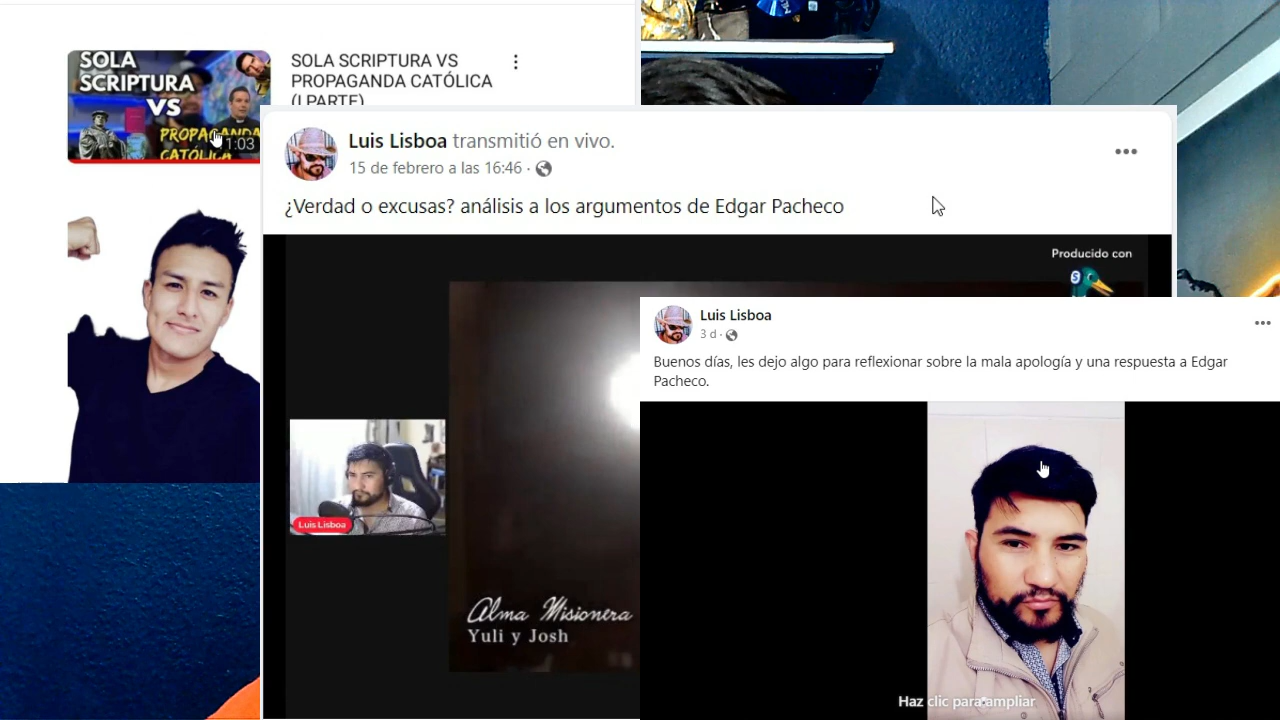 SOLA
SCRIPTURA
VS
PROPAGANDA
CATÓLICA
1:03
SOLA SCRIPTURA VS
PROPAGANDA CATÓLICA
(I PARTE)
Luis Lisboa transmitió en vivo.
15 de febrero a las 16:46 ·
¿Verdad o excusas? análisis a los argumentos de Edgar Pacheco
Producido con
S
Luis Lisboa
3 d ·
Buenos días, les dejo algo para reflexionar sobre la mala apología y una respuesta a Edgar
Pacheco.
Luis Lisboa
Alma Misionera
Yuli y Josh
Haz clic para ampliar